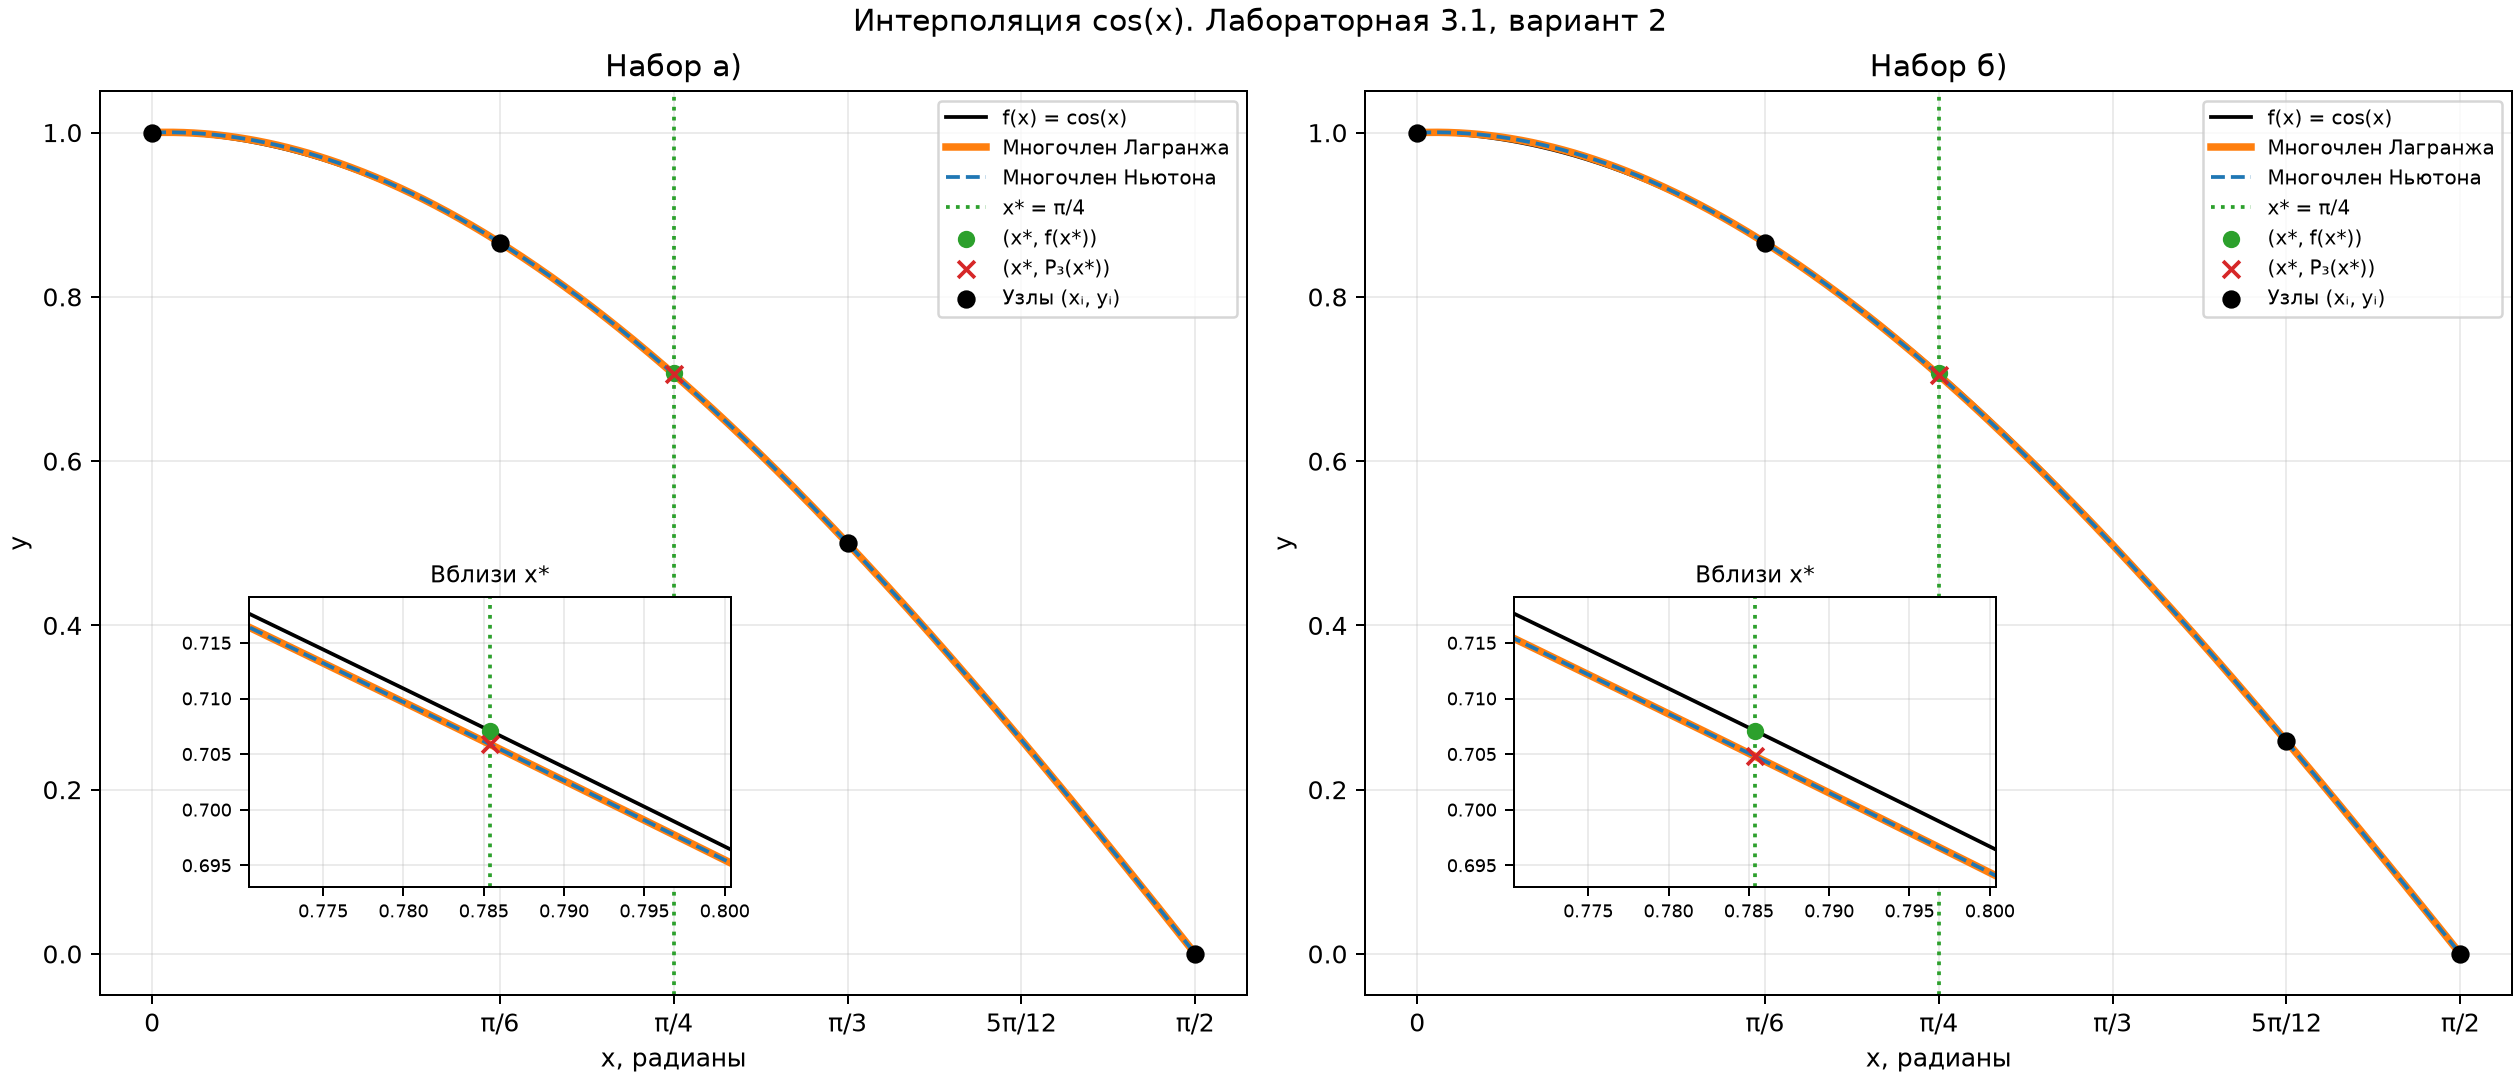 Интерполяция cos(x). Лабораторная 3.1, вариант 2
Набор а)
f(x) = cos(x)
Многочлен Лагранжа
Многочлен Ньютона
x* = π/4
(x*, f(x*))
(x*, P₃(x*))
Узлы (xᵢ, yᵢ)
1.0
0.8
0.6
0.4
0.2
0.0
y
Вблизи x*
0.715
0.710
0.705
0.700
0.695
0.775 0.780 0.785 0.790 0.795 0.800
0 π/6 π/4 π/3 5π/12 π/2
x, радианы
Набор б)
f(x) = cos(x)
Многочлен Лагранжа
Многочлен Ньютона
x* = π/4
(x*, f(x*))
(x*, P₃(x*))
Узлы (xᵢ, yᵢ)
1.0
0.8
0.6
0.4
0.2
0.0
y
Вблизи x*
0.715
0.710
0.705
0.700
0.695
0.775 0.780 0.785 0.790 0.795 0.800
0 π/6 π/4 π/3 5π/12 π/2
x, радианы